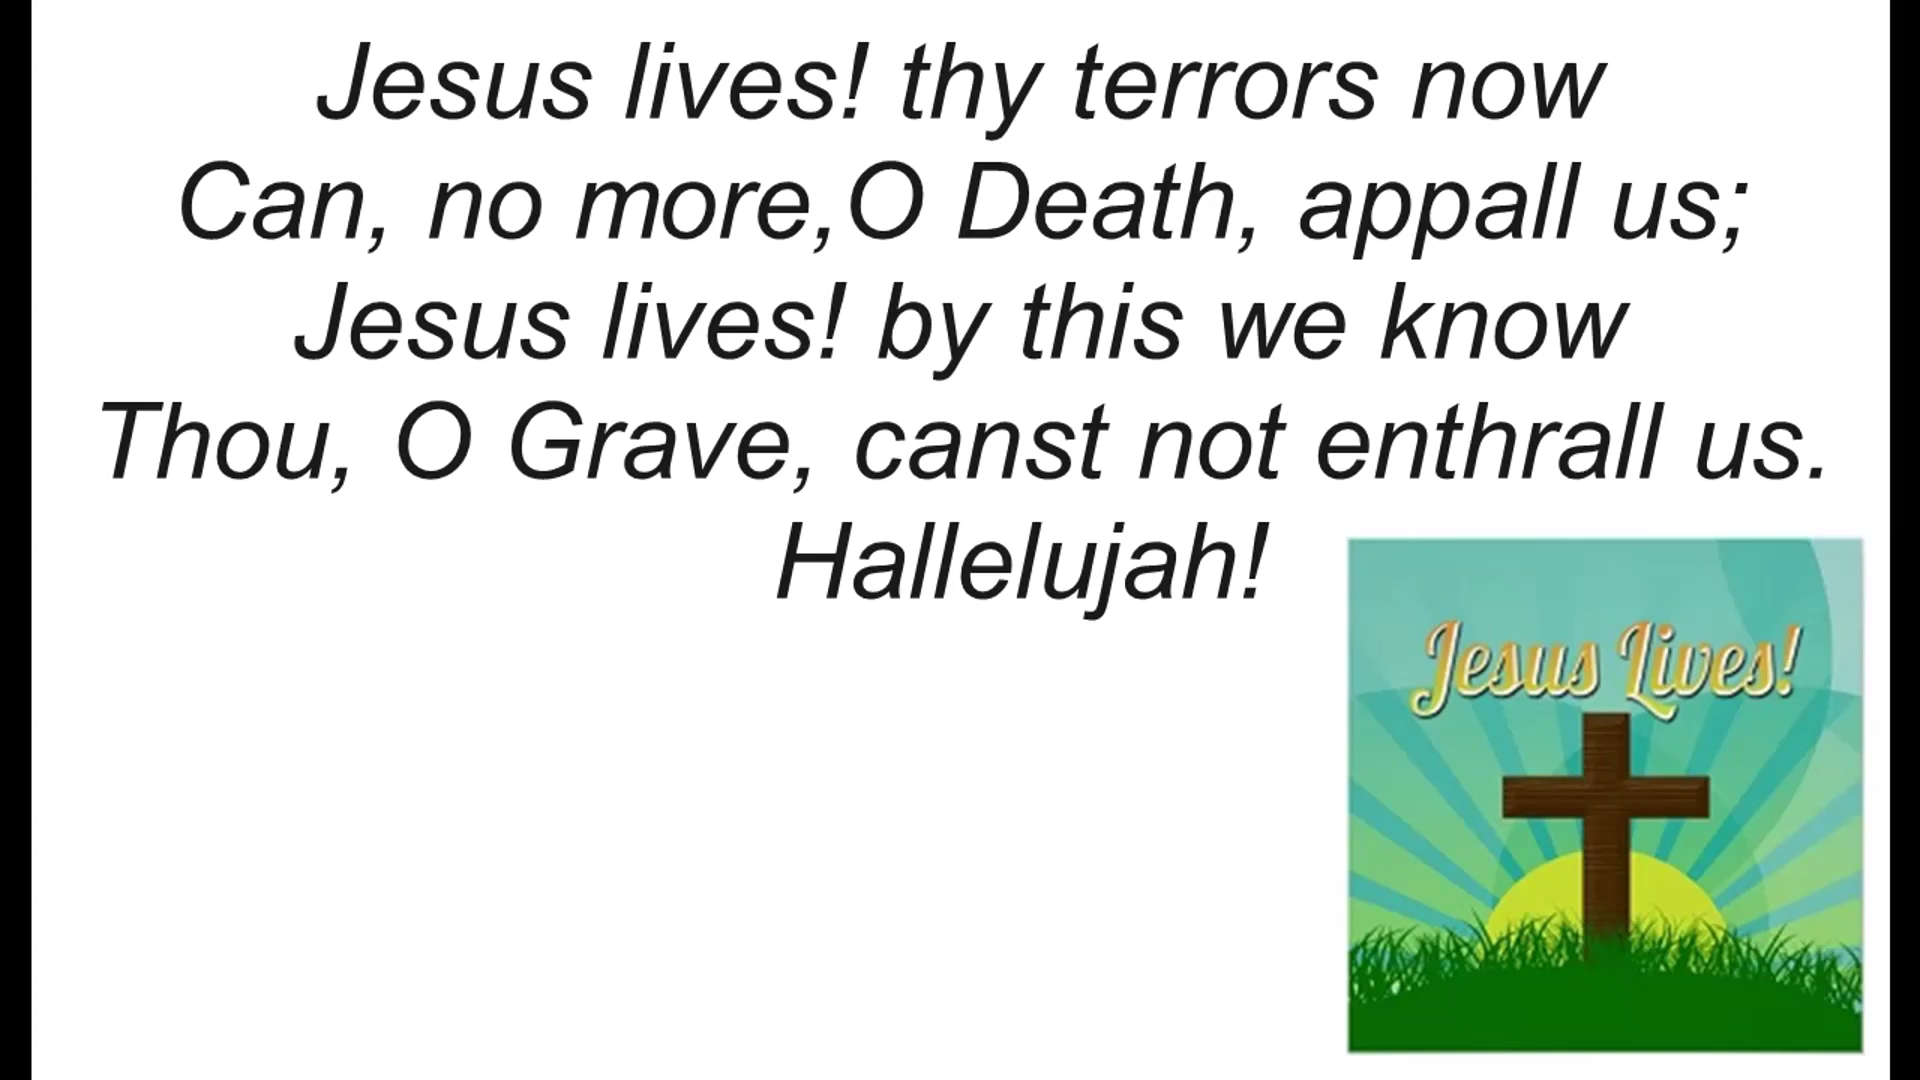 Jesus lives! thy terrors now
Can, no more,O Death, appall us;
Jesus lives! by this we know
Thou, O Grave, canst not enthrall us.
Hallelujah!
Jesus Lives!